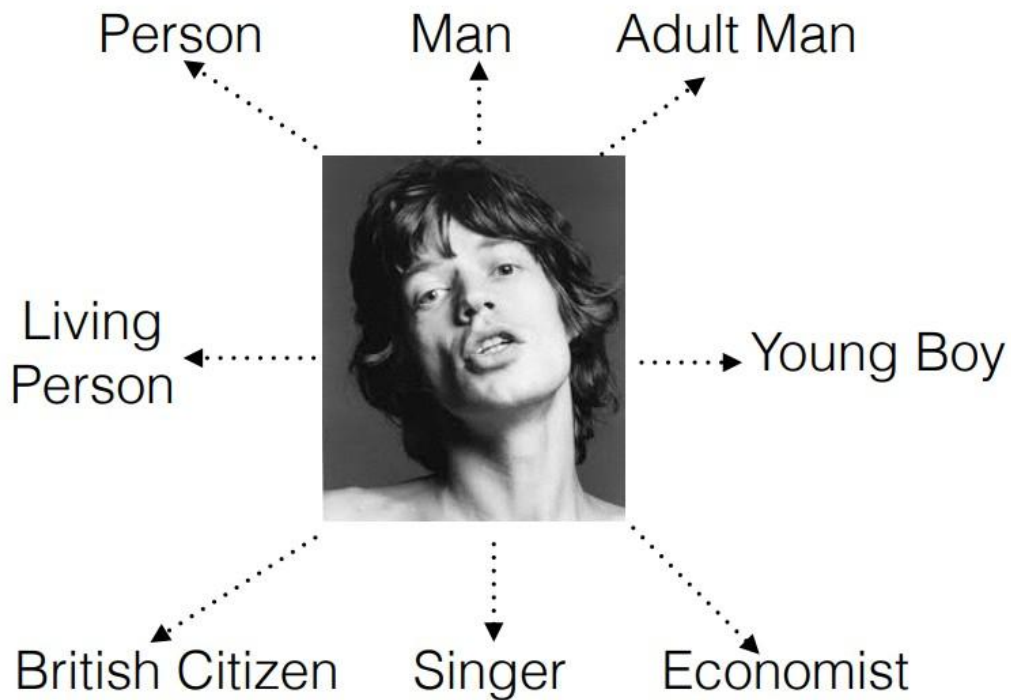 Person
Man
Adult Man
Living
Person
Young Boy
British Citizen
Singer
Economist